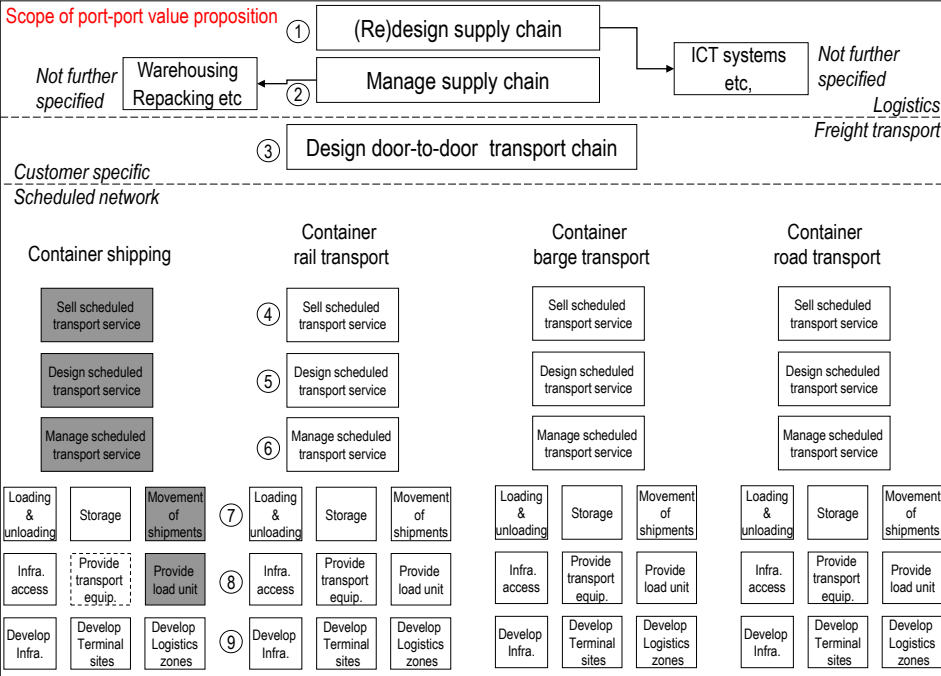 Scope of port-port value proposition
1
(Re)design supply chain
Not further
specified
Warehousing
Repacking etc
2
Manage supply chain
ICT systems
etc,
Not further
specified
Logistics
Freight transport
3
Design door-to-door transport chain
Customer specific
Scheduled network
Container shipping
Container
rail transport
Container
barge transport
Container
road transport
Sell scheduled
transport service
4
Sell scheduled
transport service
Sell scheduled
transport service
Sell scheduled
transport service
Design scheduled
transport service
5
Design scheduled
transport service
Design scheduled
transport service
Design scheduled
transport service
Manage scheduled
transport service
6
Manage scheduled
transport service
Manage scheduled
transport service
Manage scheduled
transport service
Loading
&
unloading
Storage
Movement
of
shipments
7
Loading
&
unloading
Storage
Movement
of
shipments
Loading
&
unloading
Storage
Movement
of
shipments
Loading
&
unloading
Storage
Movement
of
shipments
Infra.
access
Provide
transport
equip.
Provide
load unit
8
Infra.
access
Provide
transport
equip.
Provide
load unit
Infra.
access
Provide
transport
equip.
Provide
load unit
Infra.
access
Provide
transport
equip.
Provide
load unit
Develop
Infra.
Develop
Terminal
sites
Develop
Logistics
zones
9
Develop
Infra.
Develop
Terminal
sites
Develop
Logistics
zones
Develop
Infra.
Develop
Terminal
sites
Develop
Logistics
zones
Develop
Infra.
Develop
Terminal
sites
Develop
Logistics
zones